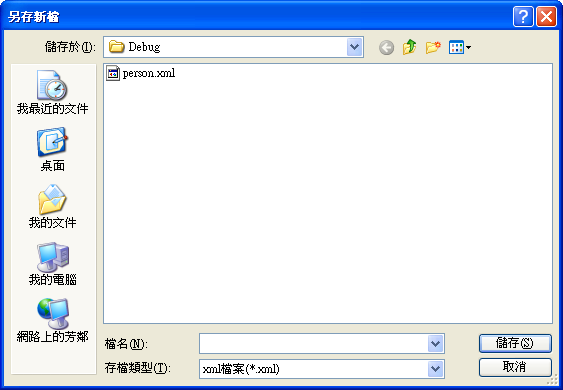 另存新檔
儲存於(I):
Debug
person.xml
我最近的文件
桌面
我的文件
我的電腦
網路上的芳鄰
檔名(N):
儲存(S)
存檔類型(T):
xml檔案(*.xml)
取消